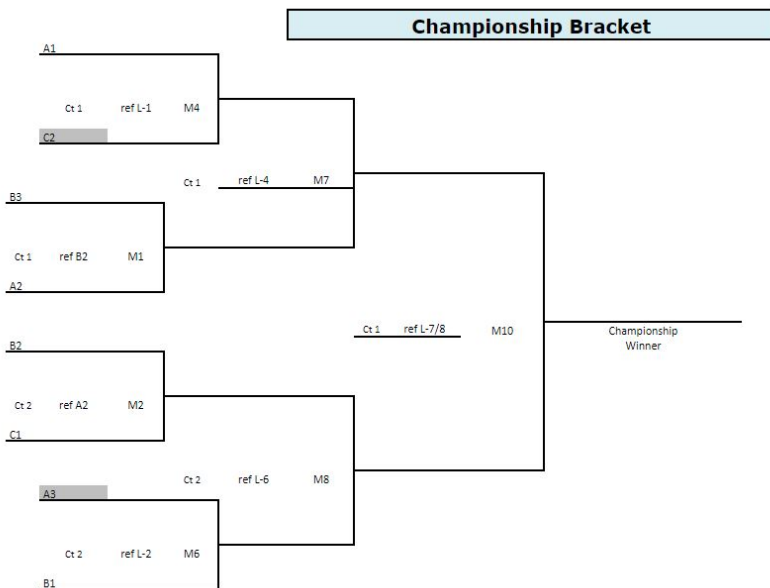 Championship Bracket
A1
Ct 1 ref L-1 M4
C2
Ct 1 ref L-4 M7
B3
Ct 1 ref B2 M1
A2
Ct 1 ref L-7/8 M10
Championship
Winner
B2
Ct 2 ref A2 M2
C1
Ct 2 ref L-6 M8
A3
Ct 2 ref L-2 M6
B1